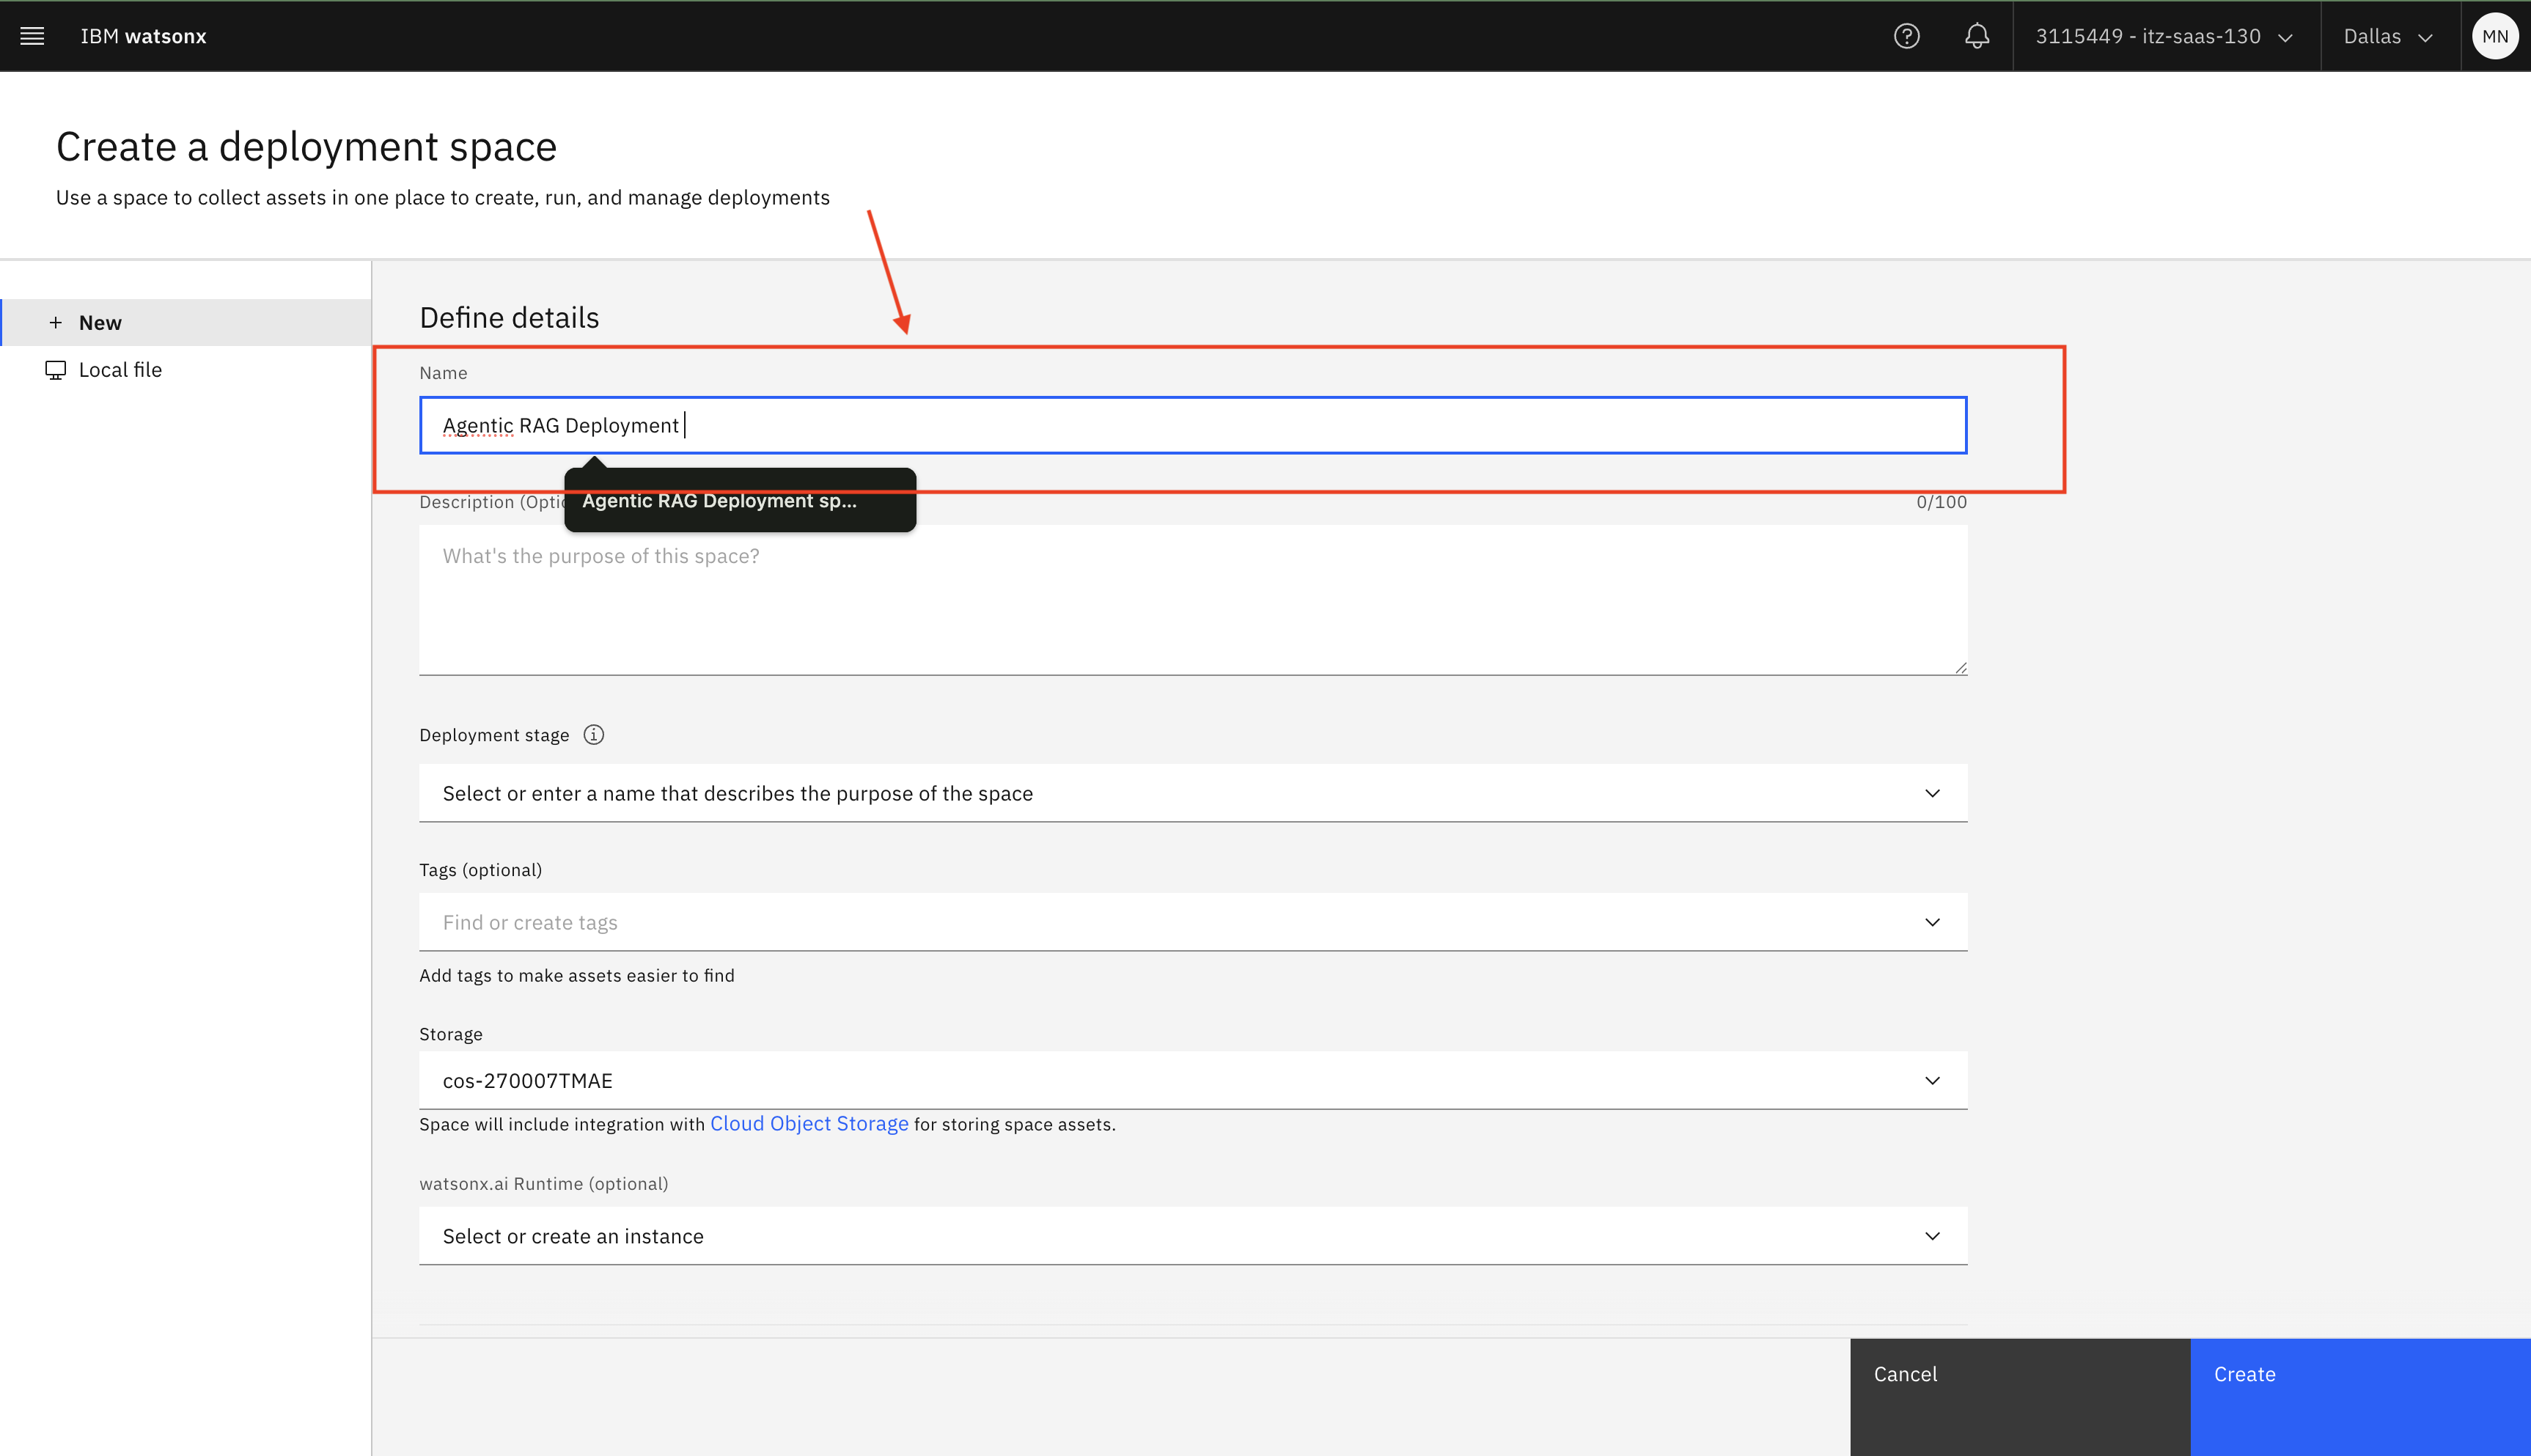 IBM watsonx
3115449 - itz-saas-130
Dallas
MN
Create a deployment space
Use a space to collect assets in one place to create, run, and manage deployments
New
Local file
Define details
Name
Agentic RAG Deployment
Agentic RAG Deployment sp...
Description (Optio
0/100
What's the purpose of this space?
Deployment stage
Select or enter a name that describes the purpose of the space
Tags (optional)
Find or create tags
Add tags to make assets easier to find
Storage
cos-270007TMAE
Space will include integration with Cloud Object Storage for storing space assets.
watsonx.ai Runtime (optional)
Select or create an instance
Cancel
Create